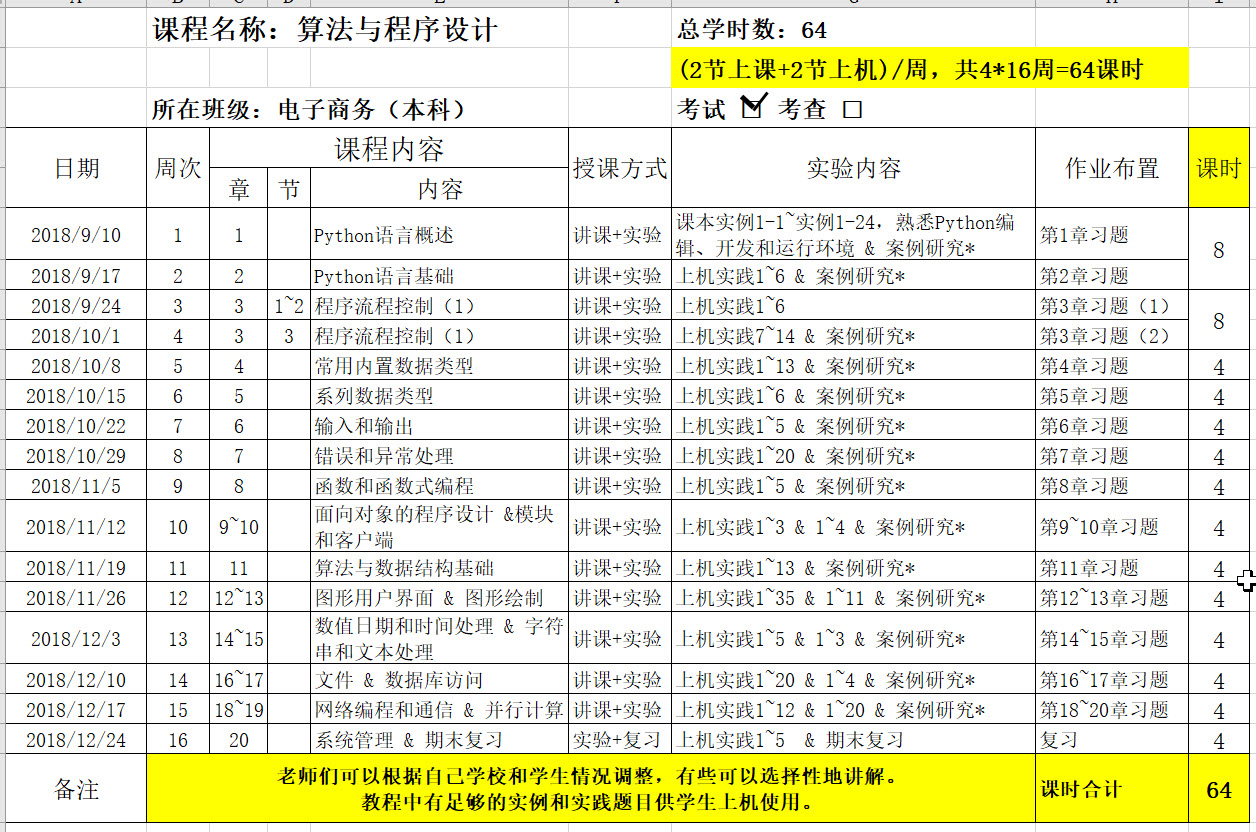 课程名称：算法与程序设计 总学时数：64
(2节上课+2节上机)/周，共4*16周=64课时
所在班级：电子商务（本科） 考试 考查
日期 周次 课程内容 授课方式 实验内容 作业布置 课时
章 节 内容
2018/9/10 1 1 Python语言概述 讲课+实验 课本实例1-1~实例1-24，熟悉Python编
辑、开发和运行环境 & 案例研究* 第1章习题 8
2018/9/17 2 2 Python语言基础 讲课+实验 上机实践1~6 & 案例研究* 第2章习题
2018/9/24 3 3 1~2 程序流程控制（1） 讲课+实验 上机实践1~6 第3章习题（1） 8
2018/10/1 4 3 3 程序流程控制（1） 讲课+实验 上机实践7~14 & 案例研究* 第3章习题（2）
2018/10/8 5 4 常用内置数据类型 讲课+实验 上机实践1~13 & 案例研究* 第4章习题 4
2018/10/15 6 5 系列数据类型 讲课+实验 上机实践1~6 & 案例研究* 第5章习题 4
2018/10/22 7 6 输入和输出 讲课+实验 上机实践1~5 & 案例研究* 第6章习题 4
2018/10/29 8 7 错误和异常处理 讲课+实验 上机实践1~20 & 案例研究* 第7章习题 4
2018/11/5 9 8 函数和函数式编程 讲课+实验 上机实践1~5 & 案例研究* 第8章习题 4
2018/11/12 10 9~10 面向对象的程序设计 &模块
和客户端 讲课+实验 上机实践1~3 & 1~4 & 案例研究* 第9~10章习题 4
2018/11/19 11 11 算法与数据结构基础 讲课+实验 上机实践1~13 & 案例研究* 第11章习题 4
2018/11/26 12 12~13 图形用户界面 & 图形绘制 讲课+实验 上机实践1~35 & 1~11 & 案例研究* 第12~13章习题 4
2018/12/3 13 14~15 数值日期和时间处理 & 字符
串和文本处理 讲课+实验 上机实践1~5 & 1~3 & 案例研究* 第14~15章习题 4
2018/12/10 14 16~17 文件 & 数据库访问 讲课+实验 上机实践1~20 & 1~4 & 案例研究* 第16~17章习题 4
2018/12/17 15 18~19 网络编程和通信 & 并行计算 讲课+实验 上机实践1~12 & 1~20 & 案例研究* 第18~20章习题 4
2018/12/24 16 20 系统管理 & 期末复习 实验+复习 上机实践1~5 & 期末复习 复习 4
备注 老师们可以根据自己学校和学生情况调整，有些可以选择性地讲解。
教程中有足够的实例和实践题目供学生上机使用。 课时合计 64